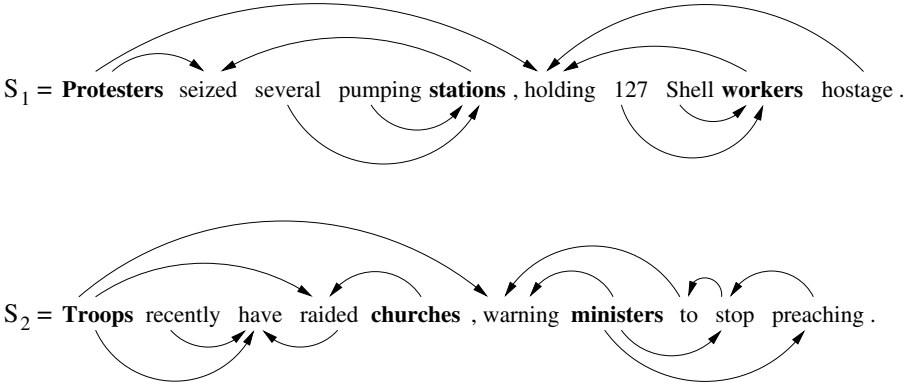 S1 = Protesters seized several pumping stations , holding 127 Shell workers hostage .
S2 = Troops recently have raided churches , warning ministers to stop preaching .